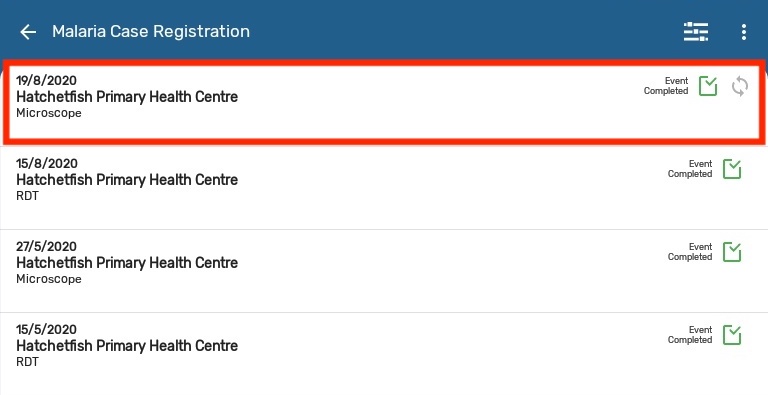 Malaria Case Registration
19/8/2020
Hatchetfish Primary Health Centre
Microscope
Event
Completed
15/8/2020
Hatchetfish Primary Health Centre
RDT
Event
Completed
27/5/2020
Hatchetfish Primary Health Centre
Microscope
Event
Completed
15/5/2020
Hatchetfish Primary Health Centre
RDT
Event
Completed